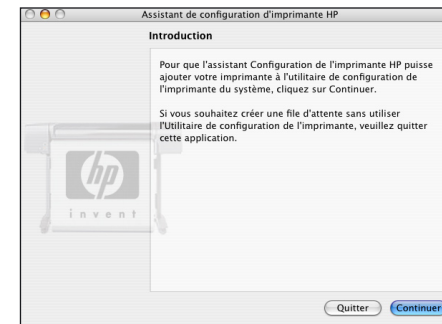 Assistant de configuration d'imprimante HP
Introduction
Pour que l'assistant Configuration de l'imprimante HP puisse
ajouter votre imprimante à l'utilitaire de configuration de
l'imprimante du système, cliquez sur Continuer.
Si vous souhaitez créer une file d'attente sans utiliser
l'Utilitaire de configuration de l'imprimante, veuillez quitter
cette application.
hp
invent
Quitter
Continuer